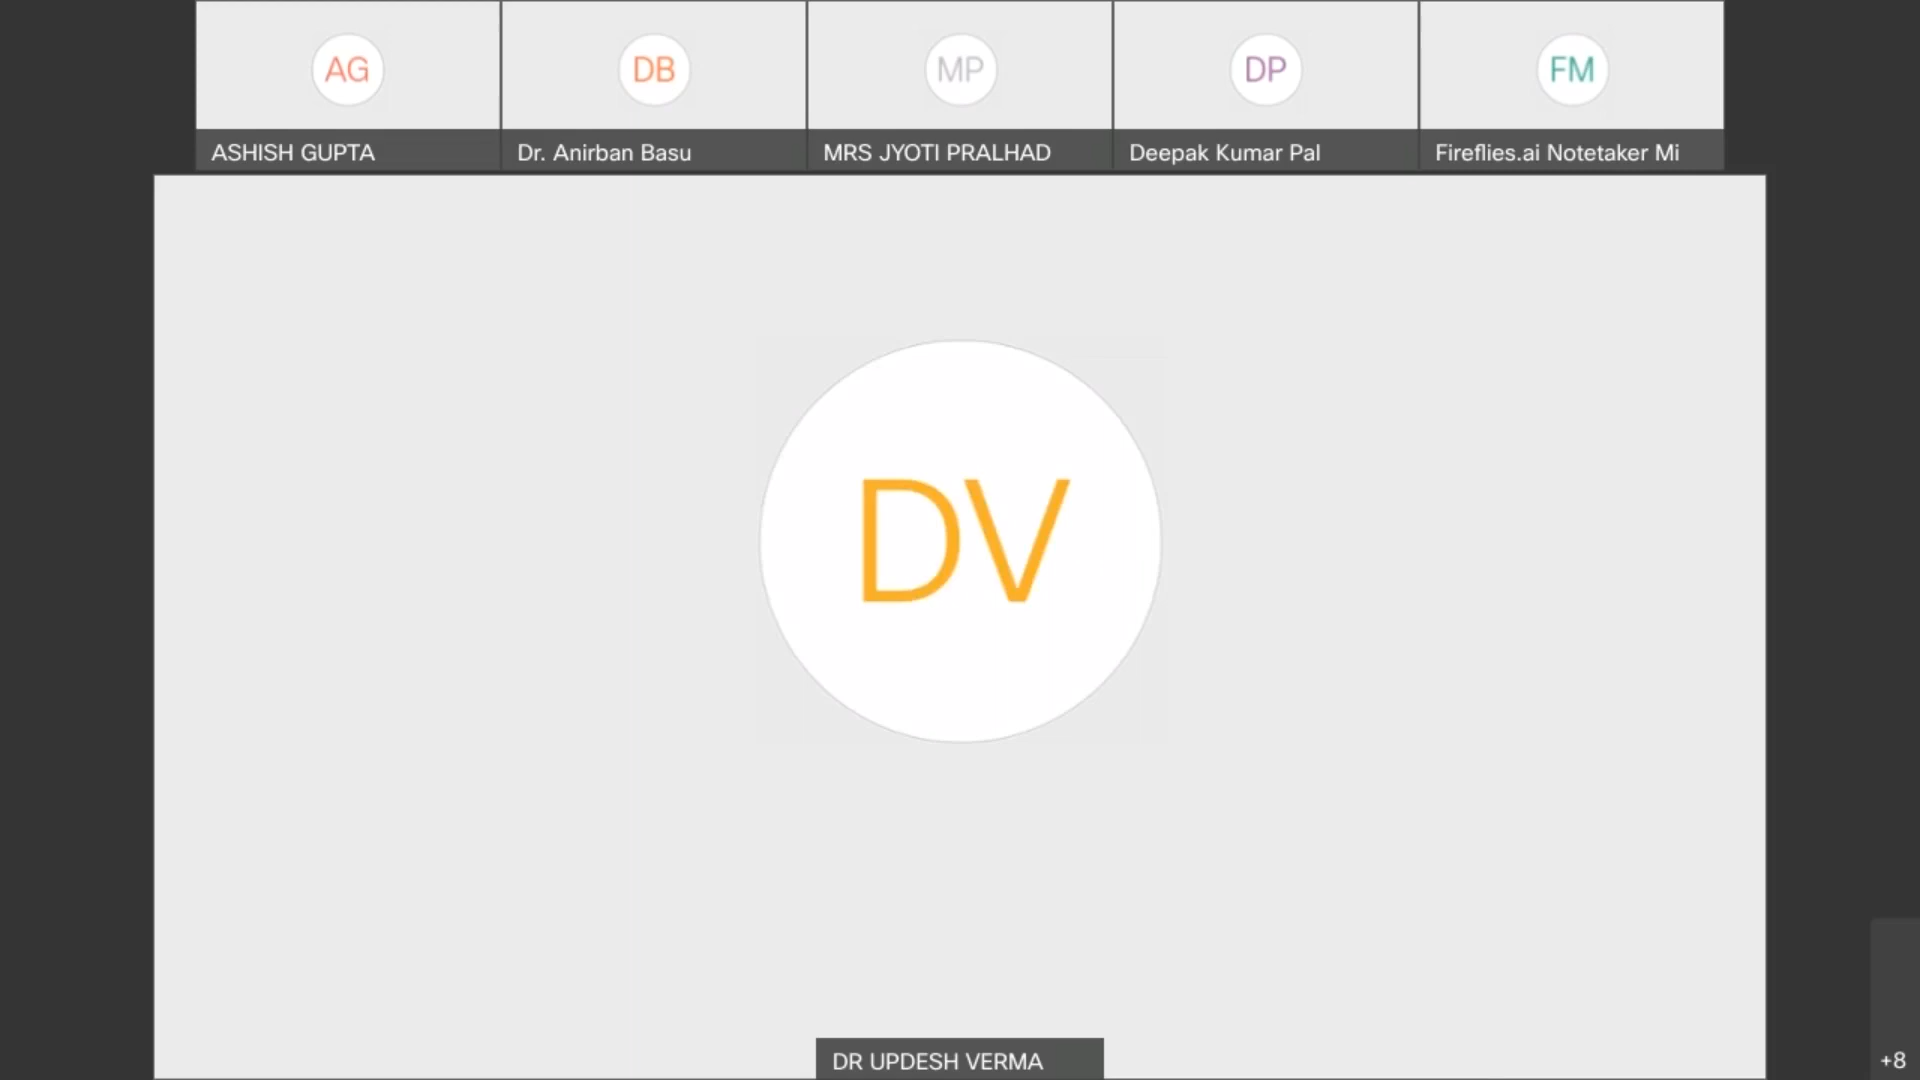 AG
DB
MP
DP
FM
ASHISH GUPTA
Dr. Anirban Basu
MRS JYOTI PRALHAD
Deepak Kumar Pal
Fireflies.ai Notetaker Mi
DV
DR UPDESH VERMA
+8